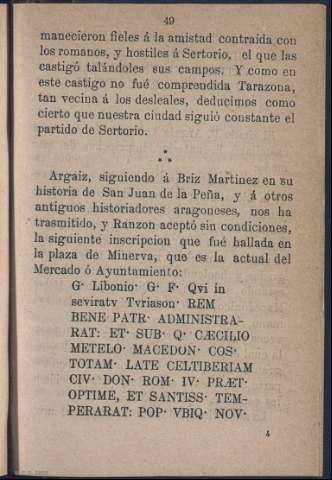 49
manecieron fieles á la amistad contraida con
los romanos, y hostiles á Sertorio, el que las
castigó talándoles sus campos. Y como en
este castigo no fué comprendida Tarazona,
tan vecina á los desleales, deducimos como
cierto que nuestra ciudad siguió constante el
partido de Sertorio.
* * *
Argaiz, siguiendo á Briz Martinez en su
historia de San Juan de la Peña, y á otros
antiguos historiadores aragoneses, nos ha
trasmitido, y Ranzon aceptó sin condiciones,
la siguiente inscripcion que fué hallada en
la plaza de Minerva, que es la actual del
Mercado ó Ayuntamiento:
G· Libonio· G· F· Qvi in
seviratv Tvriason· REM
BENE PATR· ADMINISTRA-
RAT: ET· SUB· Q· CÆCILIO
METELO· MACEDON· COS·
TOTAM· LATE CELTIBERIAM
CIV· DON· ROM· IV· PRÆT·
OPTIME, ET SANTISS· TEM-
PERARAT: POP· VBIQ· NOV·
4